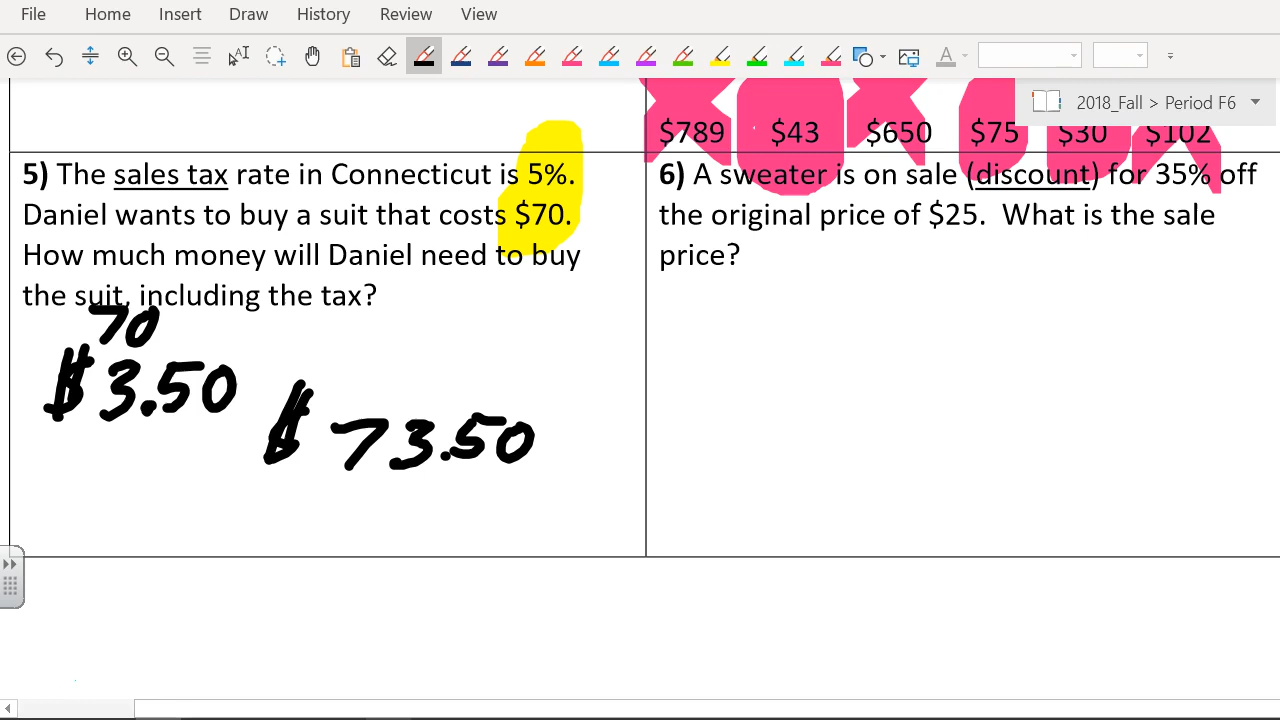 File Home Insert Draw History Review View
2018_Fall > Period F6
$789 $43 $650 $75 $30 $102
5) The sales tax rate in Connecticut is 5%.
Daniel wants to buy a suit that costs $70.
How much money will Daniel need to buy
the suit, including the tax?
70
$3.50
$73.50
6) A sweater is on sale (discount) for 35% off
the original price of $25. What is the sale
price?